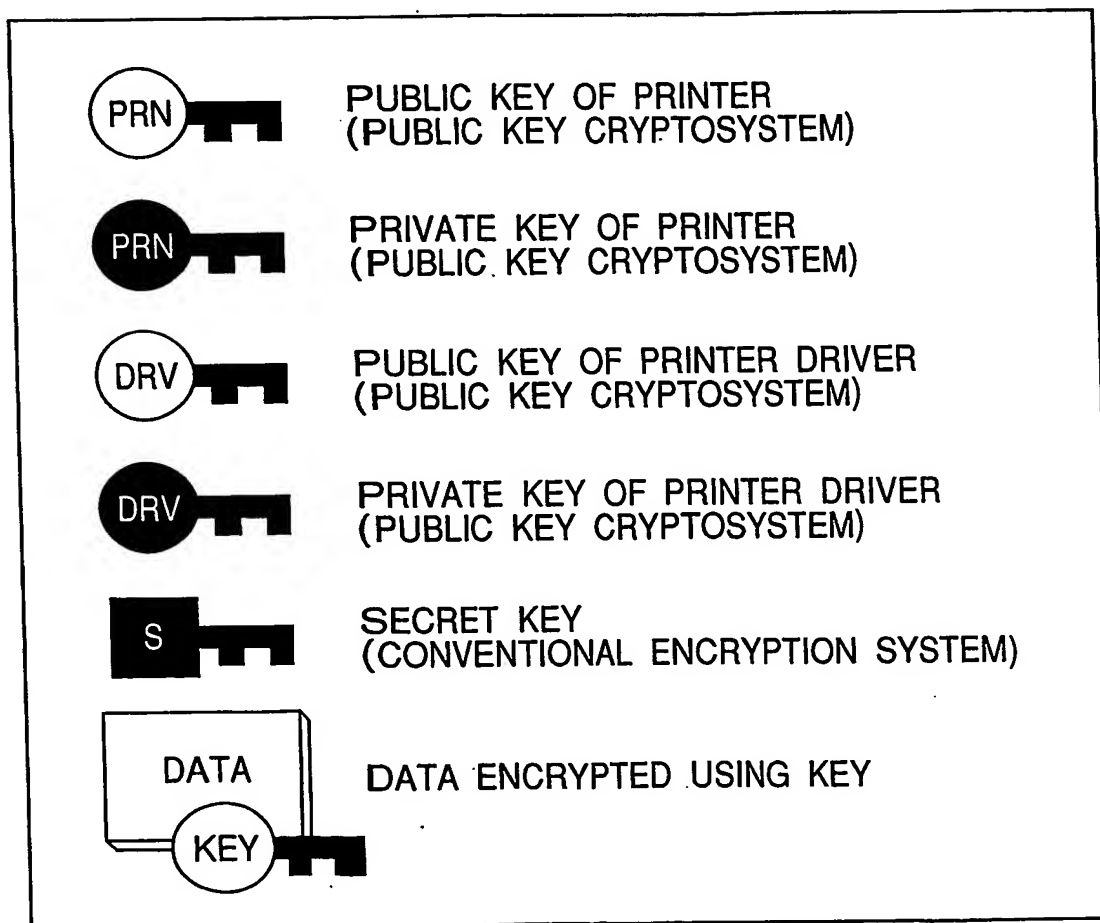 PRN
PUBLIC KEY OF PRINTER
(PUBLIC KEY CRYPTOSYSTEM)
PRN
PRIVATE KEY OF PRINTER
(PUBLIC KEY CRYPTOSYSTEM)
DRV
PUBLIC KEY OF PRINTER DRIVER
(PUBLIC KEY CRYPTOSYSTEM)
DRV
PRIVATE KEY OF PRINTER DRIVER
(PUBLIC KEY CRYPTOSYSTEM)
S
SECRET KEY
(CONVENTIONAL ENCRYPTION SYSTEM)
DATA
DATA ENCRYPTED USING KEY
KEY